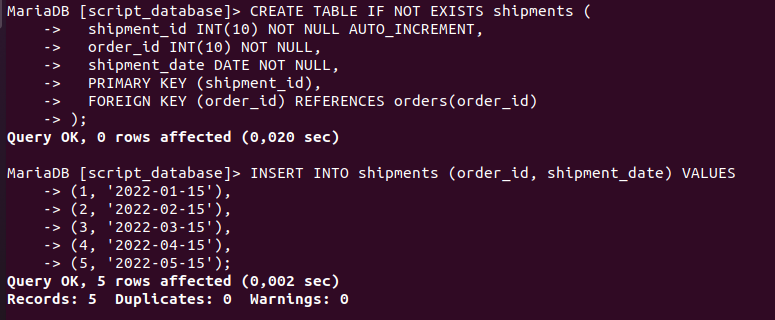 MariaDB [script_database]> CREATE TABLE IF NOT EXISTS shipments (
    ->   shipment_id INT(10) NOT NULL AUTO_INCREMENT,
    ->   order_id INT(10) NOT NULL,
    ->   shipment_date DATE NOT NULL,
    ->   PRIMARY KEY (shipment_id),
    ->   FOREIGN KEY (order_id) REFERENCES orders(order_id)
    -> );
Query OK, 0 rows affected (0,020 sec)

MariaDB [script_database]> INSERT INTO shipments (order_id, shipment_date) VALUES
    -> (1, '2022-01-15'),
    -> (2, '2022-02-15'),
    -> (3, '2022-03-15'),
    -> (4, '2022-04-15'),
    -> (5, '2022-05-15');
Query OK, 5 rows affected (0,002 sec)
Records: 5  Duplicates: 0  Warnings: 0